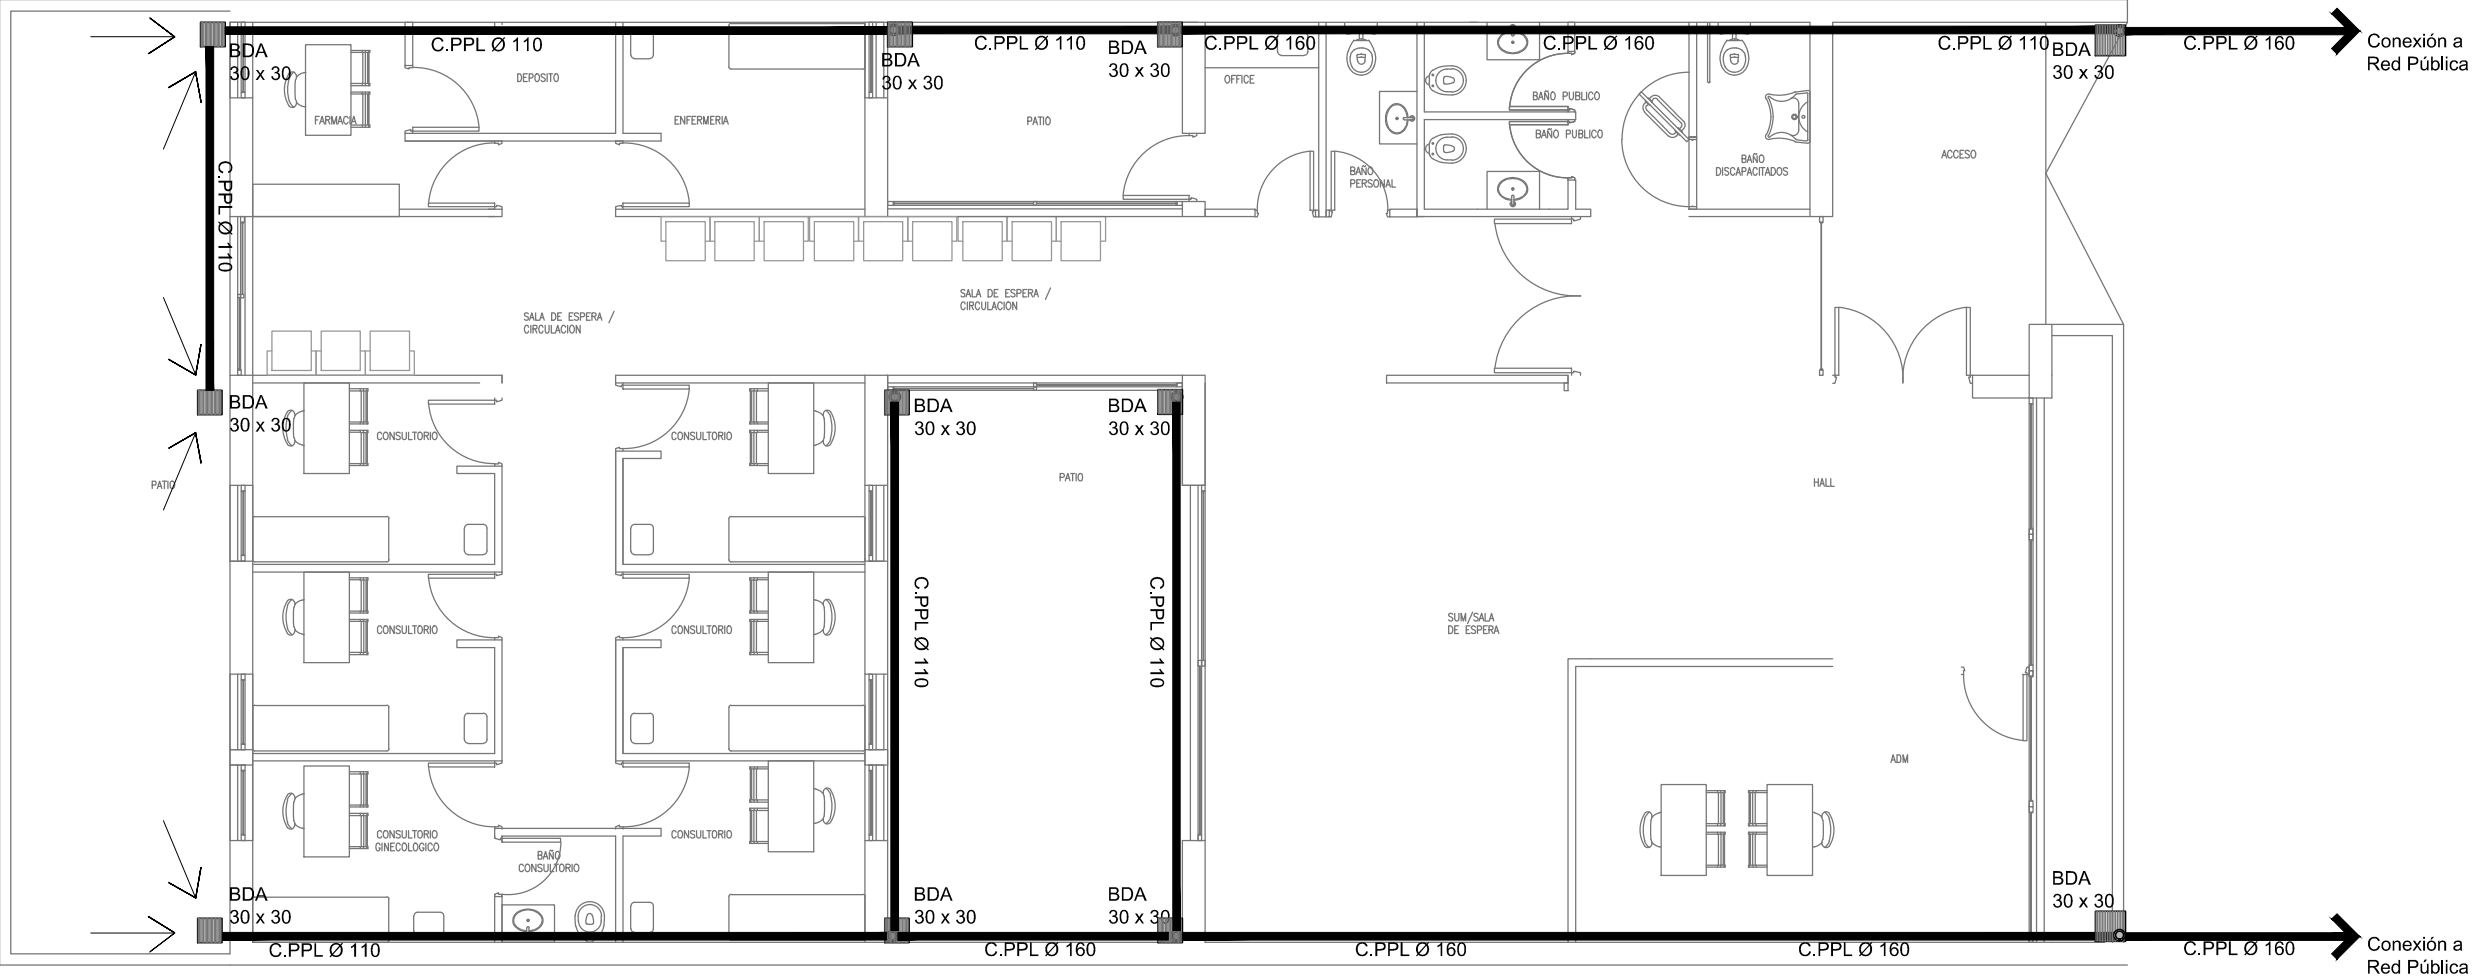 BDA
30 x 30
C.PPL Ø 110
BDA
30 x 30
C.PPL Ø 110
BDA
30 x 30
C.PPL Ø 160
C.PPL Ø 160
C.PPL Ø 110
BDA
30 x 30
C.PPL Ø 160
Conexión a
Red Pública
DEPOSITO
FARMACIA
ENFERMERIA
PATIO
OFFICE
BAÑO PUBLICO
BAÑO PUBLICO
BAÑO
PERSONAL
BAÑO
DISCAPACITADOS
ACCESO
C.PPL Ø 110
SALA DE ESPERA /
CIRCULACION
SALA DE ESPERA /
CIRCULACION
BDA
30 x 30
BDA
30 x 30
BDA
30 x 30
CONSULTORIO
CONSULTORIO
PATIO
PATIO
HALL
C.PPL Ø 110
C.PPL Ø 110
CONSULTORIO
CONSULTORIO
SUM/SALA
DE ESPERA
ADM
CONSULTORIO
GINECOLOGICO
BAÑO
CONSULTORIO
CONSULTORIO
BDA
30 x 30
BDA
30 x 30
BDA
30 x 30
BDA
30 x 30
C.PPL Ø 110
C.PPL Ø 160
C.PPL Ø 160
C.PPL Ø 160
C.PPL Ø 160
Conexión a
Red Pública